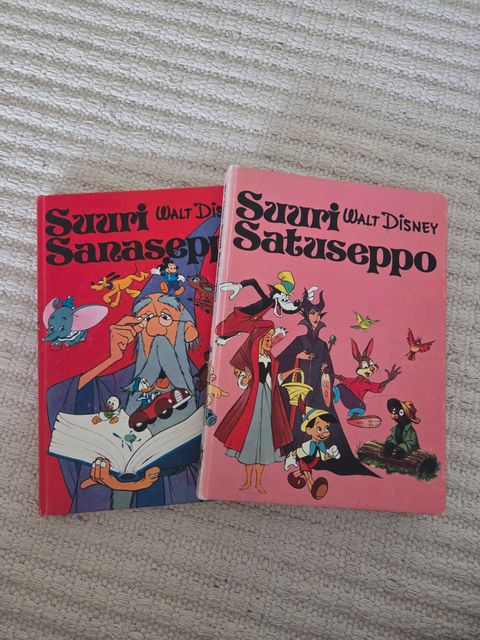 Suuri WALT DIS
Sanasepp
Suuri WALT DISNEY
Satuseppo